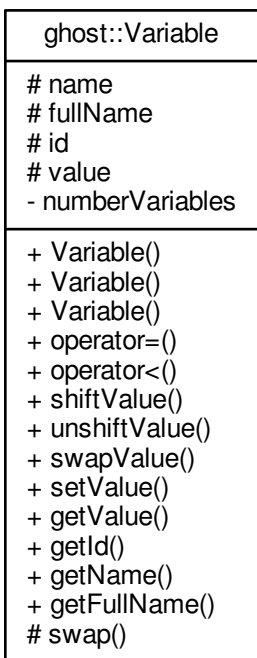 ghost::Variable
# name
# fullName
# id
# value
- numberVariables
+ Variable()
+ Variable()
+ Variable()
+ operator=()
+ operator<()
+ shiftValue()
+ unshiftValue()
+ swapValue()
+ setValue()
+ getValue()
+ getId()
+ getName()
+ getFullName()
# swap()